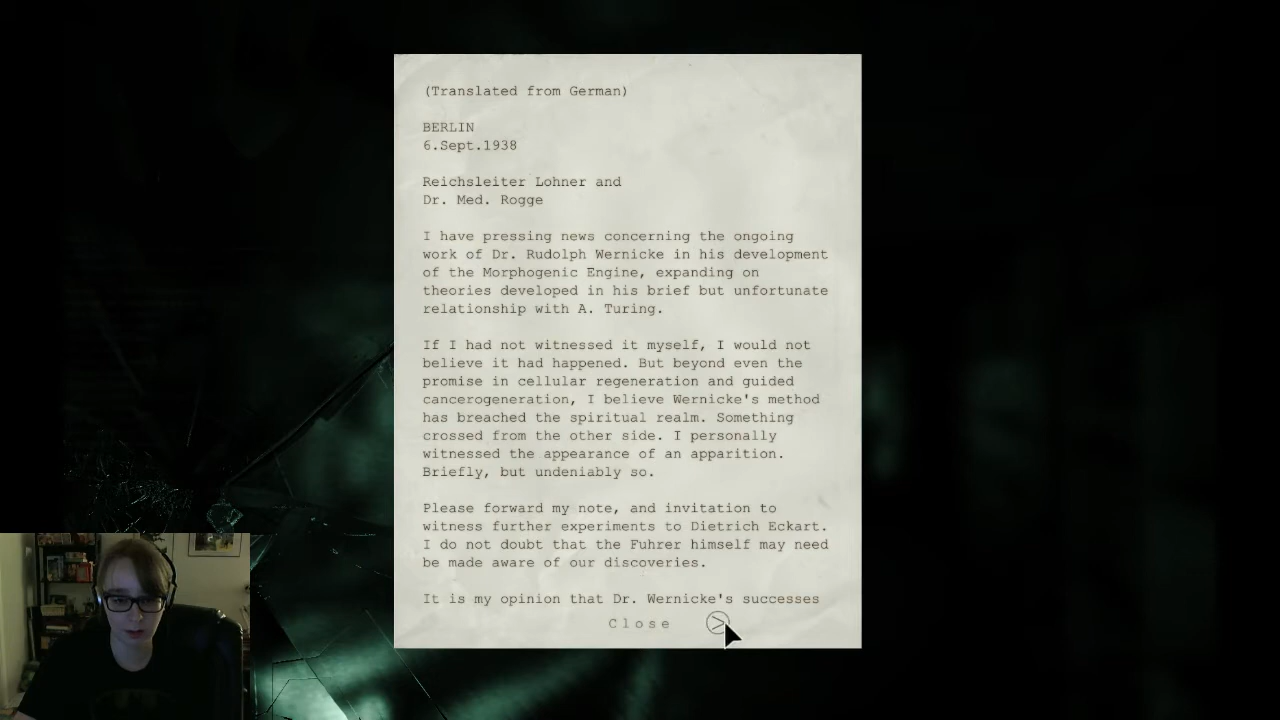 (Translated from German)
BERLIN
6.Sept.1938
Reichsleiter Lohner and
Dr. Med. Rogge
I have pressing news concerning the ongoing
work of Dr. Rudolph Wernicke in his development
of the Morphogenic Engine, expanding on
theories developed in his brief but unfortunate
relationship with A. Turing.
If I had not witnessed it myself, I would not
believe it had happened. But beyond even the
promise in cellular regeneration and guided
cancerogeneration, I believe Wernicke's method
has breached the spiritual realm. Something
crossed from the other side. I personally
witnessed the appearance of an apparition.
Briefly, but undeniably so.
Please forward my note, and invitation to
witness further experiments to Dietrich Eckart.
I do not doubt that the Fuhrer himself may need
be made aware of our discoveries.
It is my opinion that Dr. Wernicke's successes
Close >